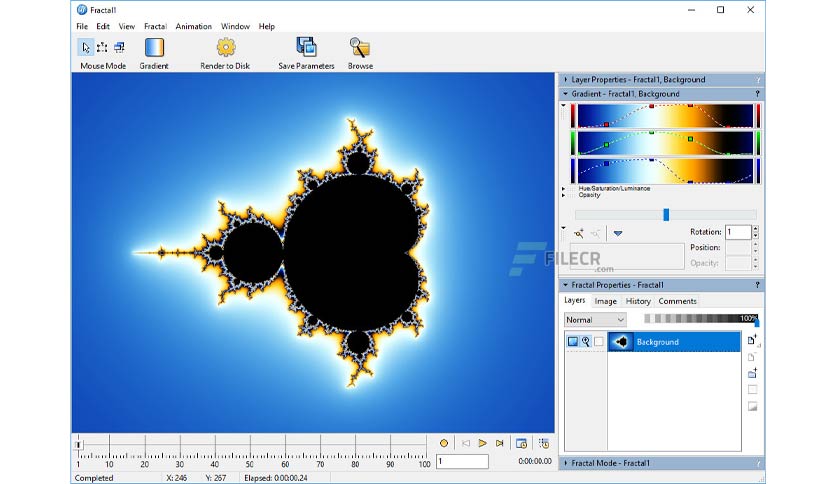 Fractal1
File Edit View Fractal Animation Window Help
Mouse Mode Gradient Render to Disk Save Parameters Browse
Layer Properties - Fractal1, Background ?
Gradient - Fractal1, Background ?
Hue/Saturation/Luminance
Opacity
Rotation: 1
Position:
Opacity:
FILECR
.com
Fractal Properties - Fractal1 ?
Layers Image History Comments
Normal 100%
Background
Fractal Mode - Fractal1 ?
1 10 20 30 40 50 60 70 80 90 100
1 0:00:00.00
Completed X: 246 Y: 267 Elapsed: 0:00:00.24